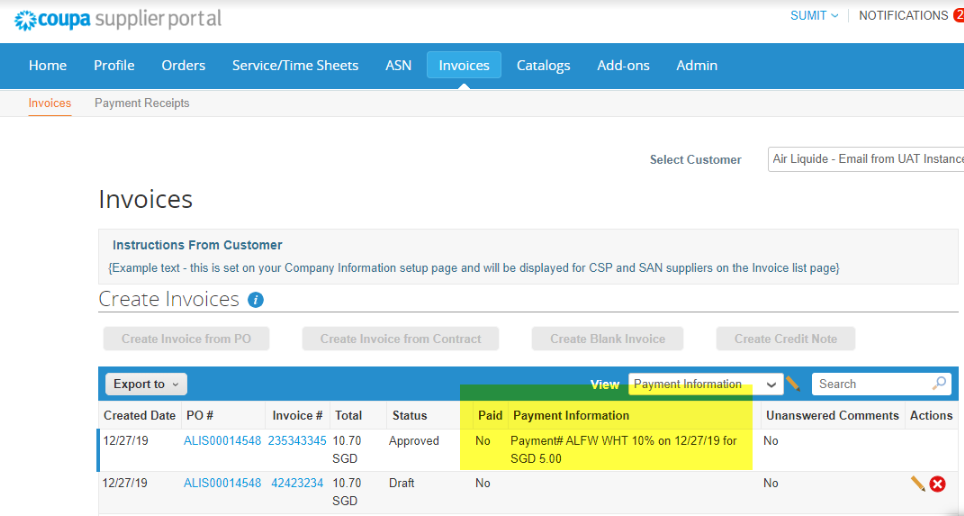 coupa supplier portal
SUMIT
NOTIFICATIONS 2
Home Profile Orders Service/Time Sheets ASN Invoices Catalogs Add-ons Admin
Invoices Payment Receipts
Select Customer Air Liquide - Email from UAT Instance
Invoices
Instructions From Customer
{Example text - this is set on your Company Information setup page and will be displayed for CSP and SAN suppliers on the Invoice list page}
Create Invoices i
Create Invoice from PO Create Invoice from Contract Create Blank Invoice Create Credit Note
Export to View Payment Information Search
Created Date PO # Invoice # Total Status Paid Payment Information Unanswered Comments Actions
12/27/19 ALIS00014548 235343345 10.70 Approved No Payment# ALFW WHT 10% on 12/27/19 for No
SGD SGD 5.00
12/27/19 ALIS00014548 42423234 10.70 Draft No No
SGD